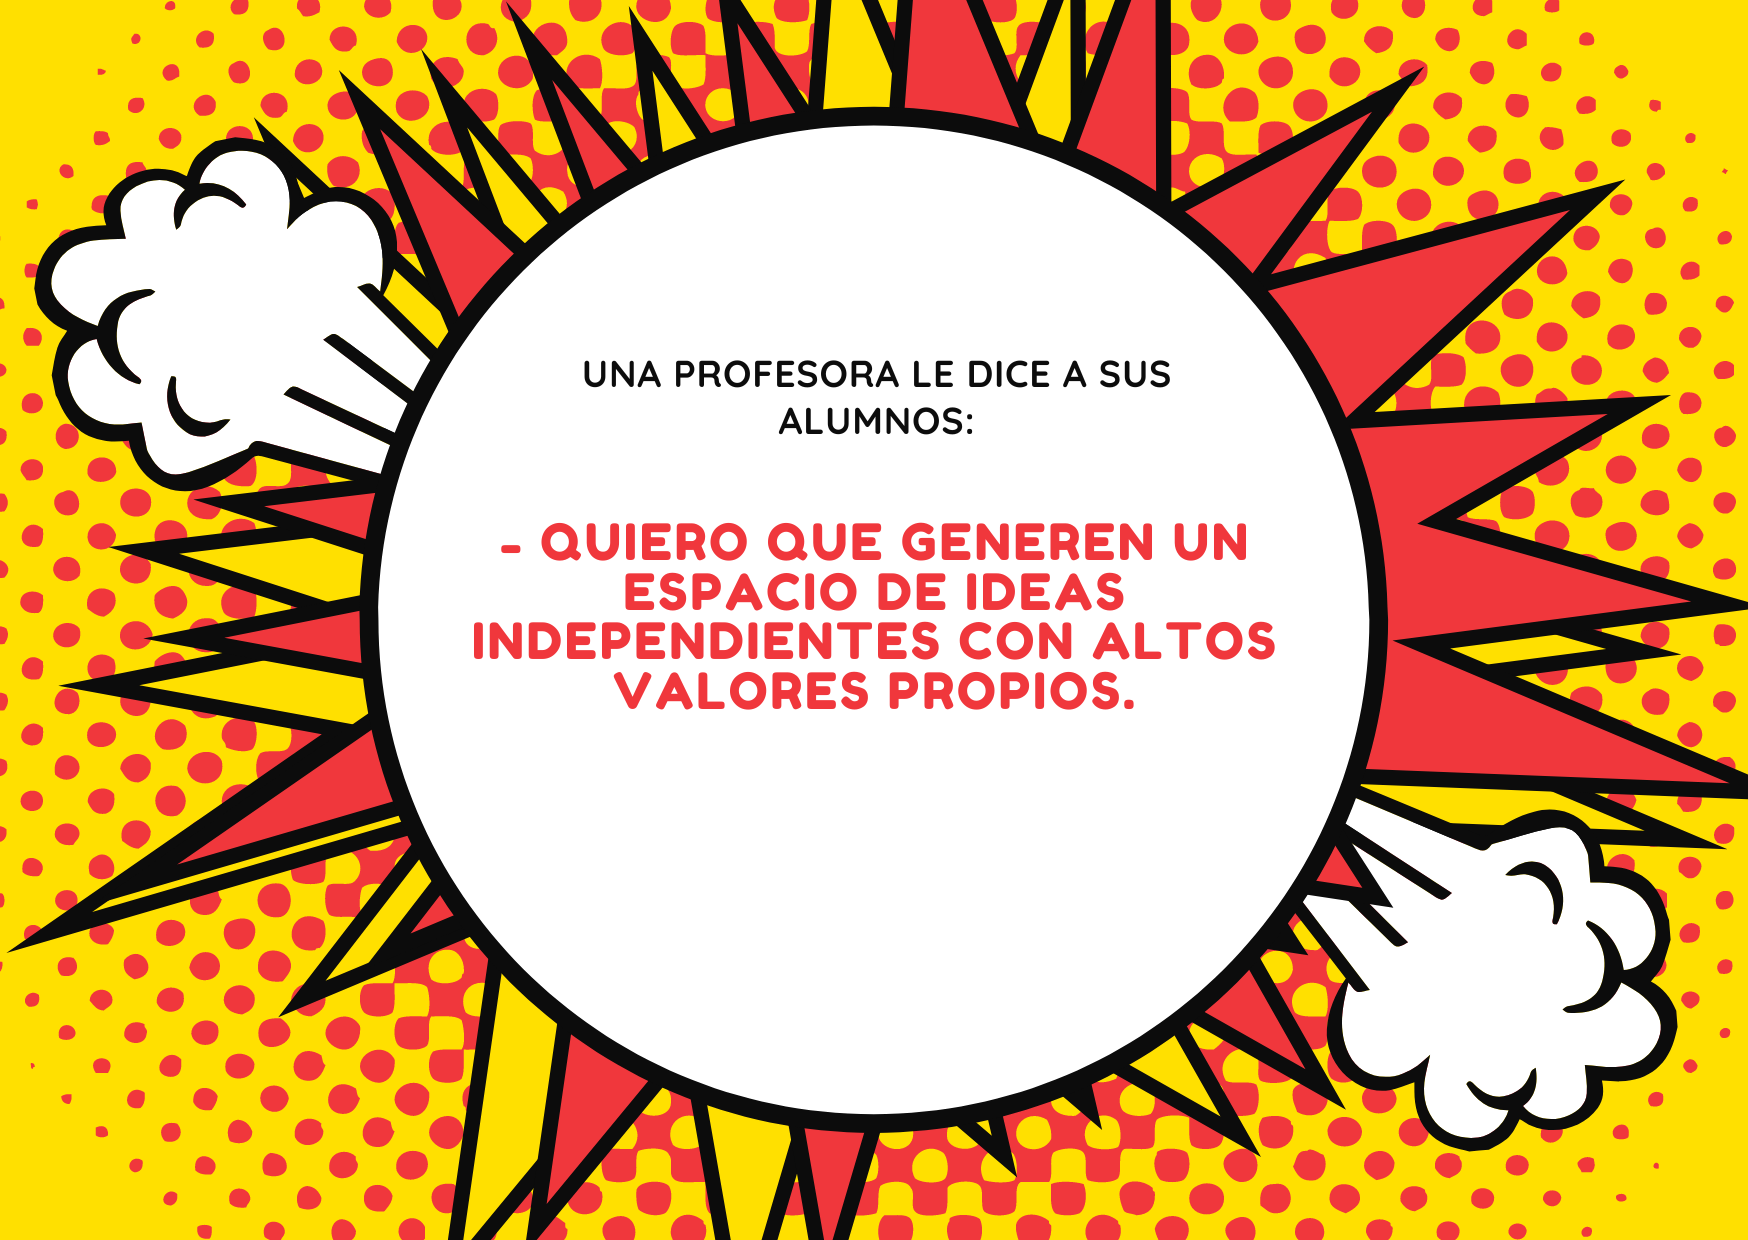 UNA PROFESORA LE DICE A SUS
ALUMNOS:
- QUIERO QUE GENEREN UN
ESPACIO DE IDEAS
INDEPENDIENTES CON ALTOS
VALORES PROPIOS.